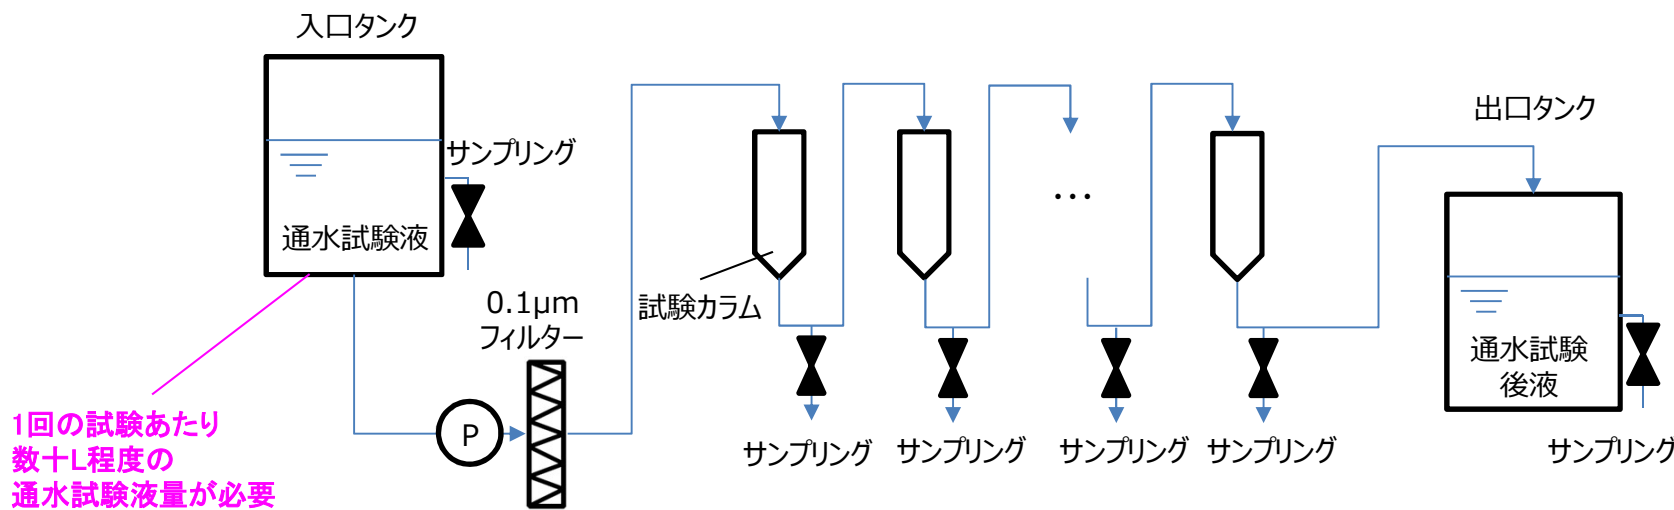 入口タンク
サンプリング
通水試験液
0.1μm
フィルター
P
試験カラム
…
出口タンク
通水試験
後液
サンプリング
サンプリング
サンプリング
サンプリング
サンプリング
1回の試験あたり
数十L程度の
通水試験液量が必要